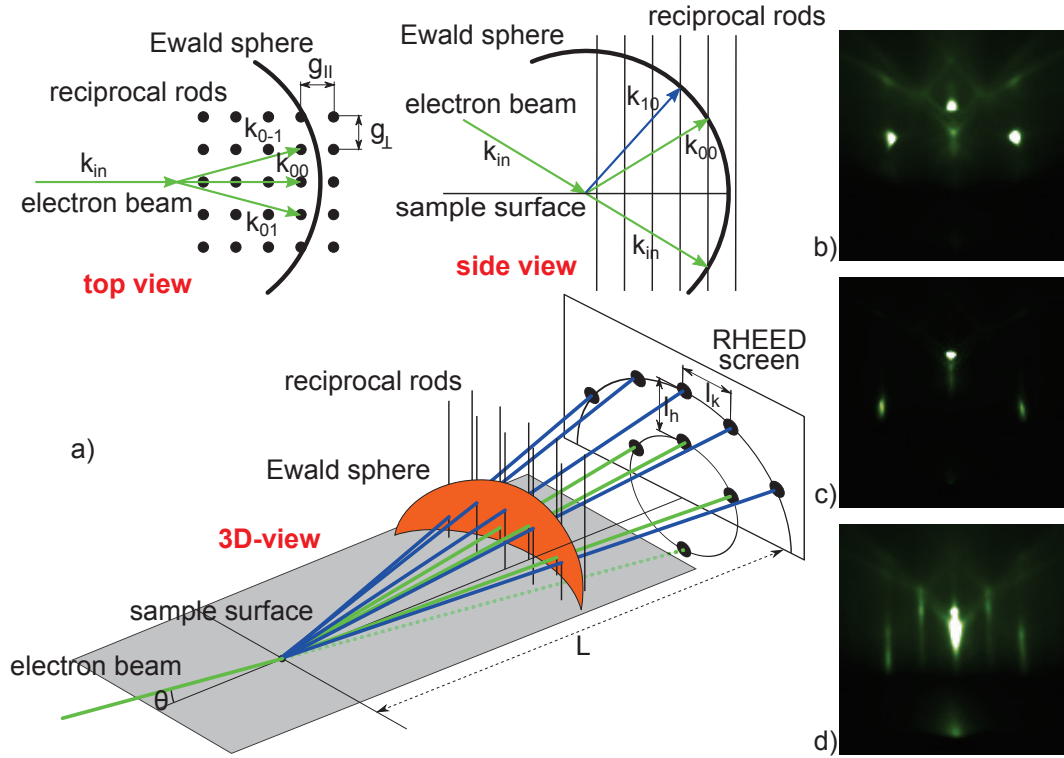 Ewald sphere
g||
reciprocal rods
k0-1
g⊥
kin
k00
electron beam
k01
top view
reciprocal rods
Ewald sphere
k10
electron beam
kin
k00
sample surface
kin
side view
b)
RHEED
screen
reciprocal rods
lk
lh
a)
Ewald sphere
c)
3D-view
sample surface
L
electron beam
θ
d)